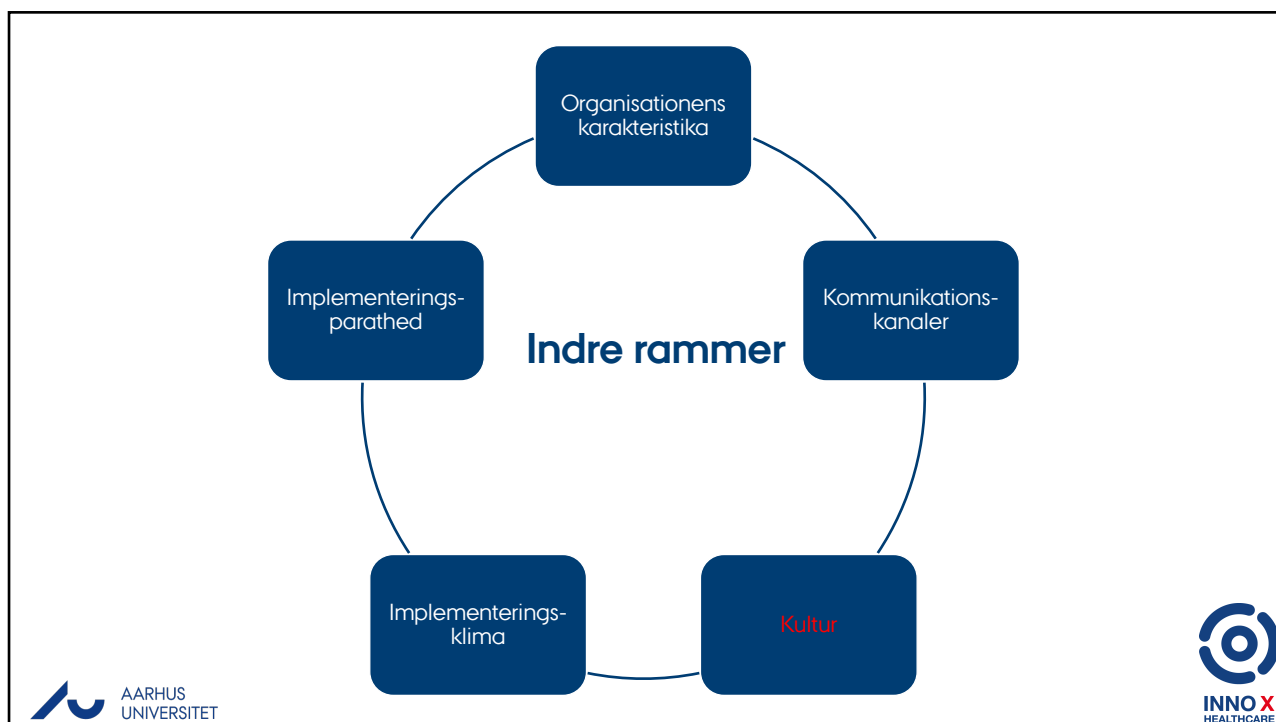 Organisationens
karakteristika
Implementerings-
parathed
Kommunikations-
kanaler
Indre rammer
Implementerings-
klima
Kultur
AARHUS
UNIVERSITET
INNO X
HEALTHCARE